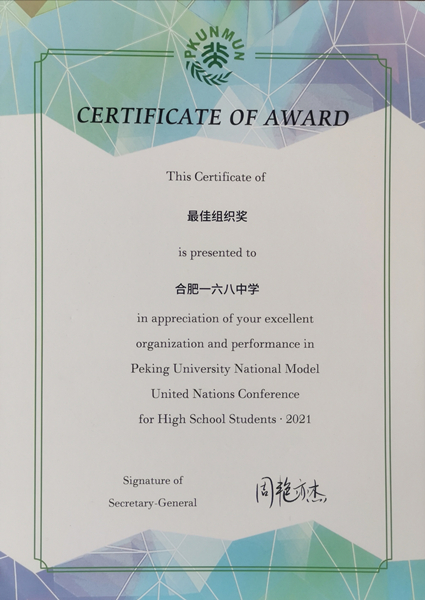 PKUNMUN
CERTIFICATE OF AWARD
This Certificate of
最佳组织奖
is presented to
合肥一六八中学
in appreciation of your excellent
organization and performance in
Peking University National Model
United Nations Conference
for High School Students · 2021
Signature of
Secretary-General